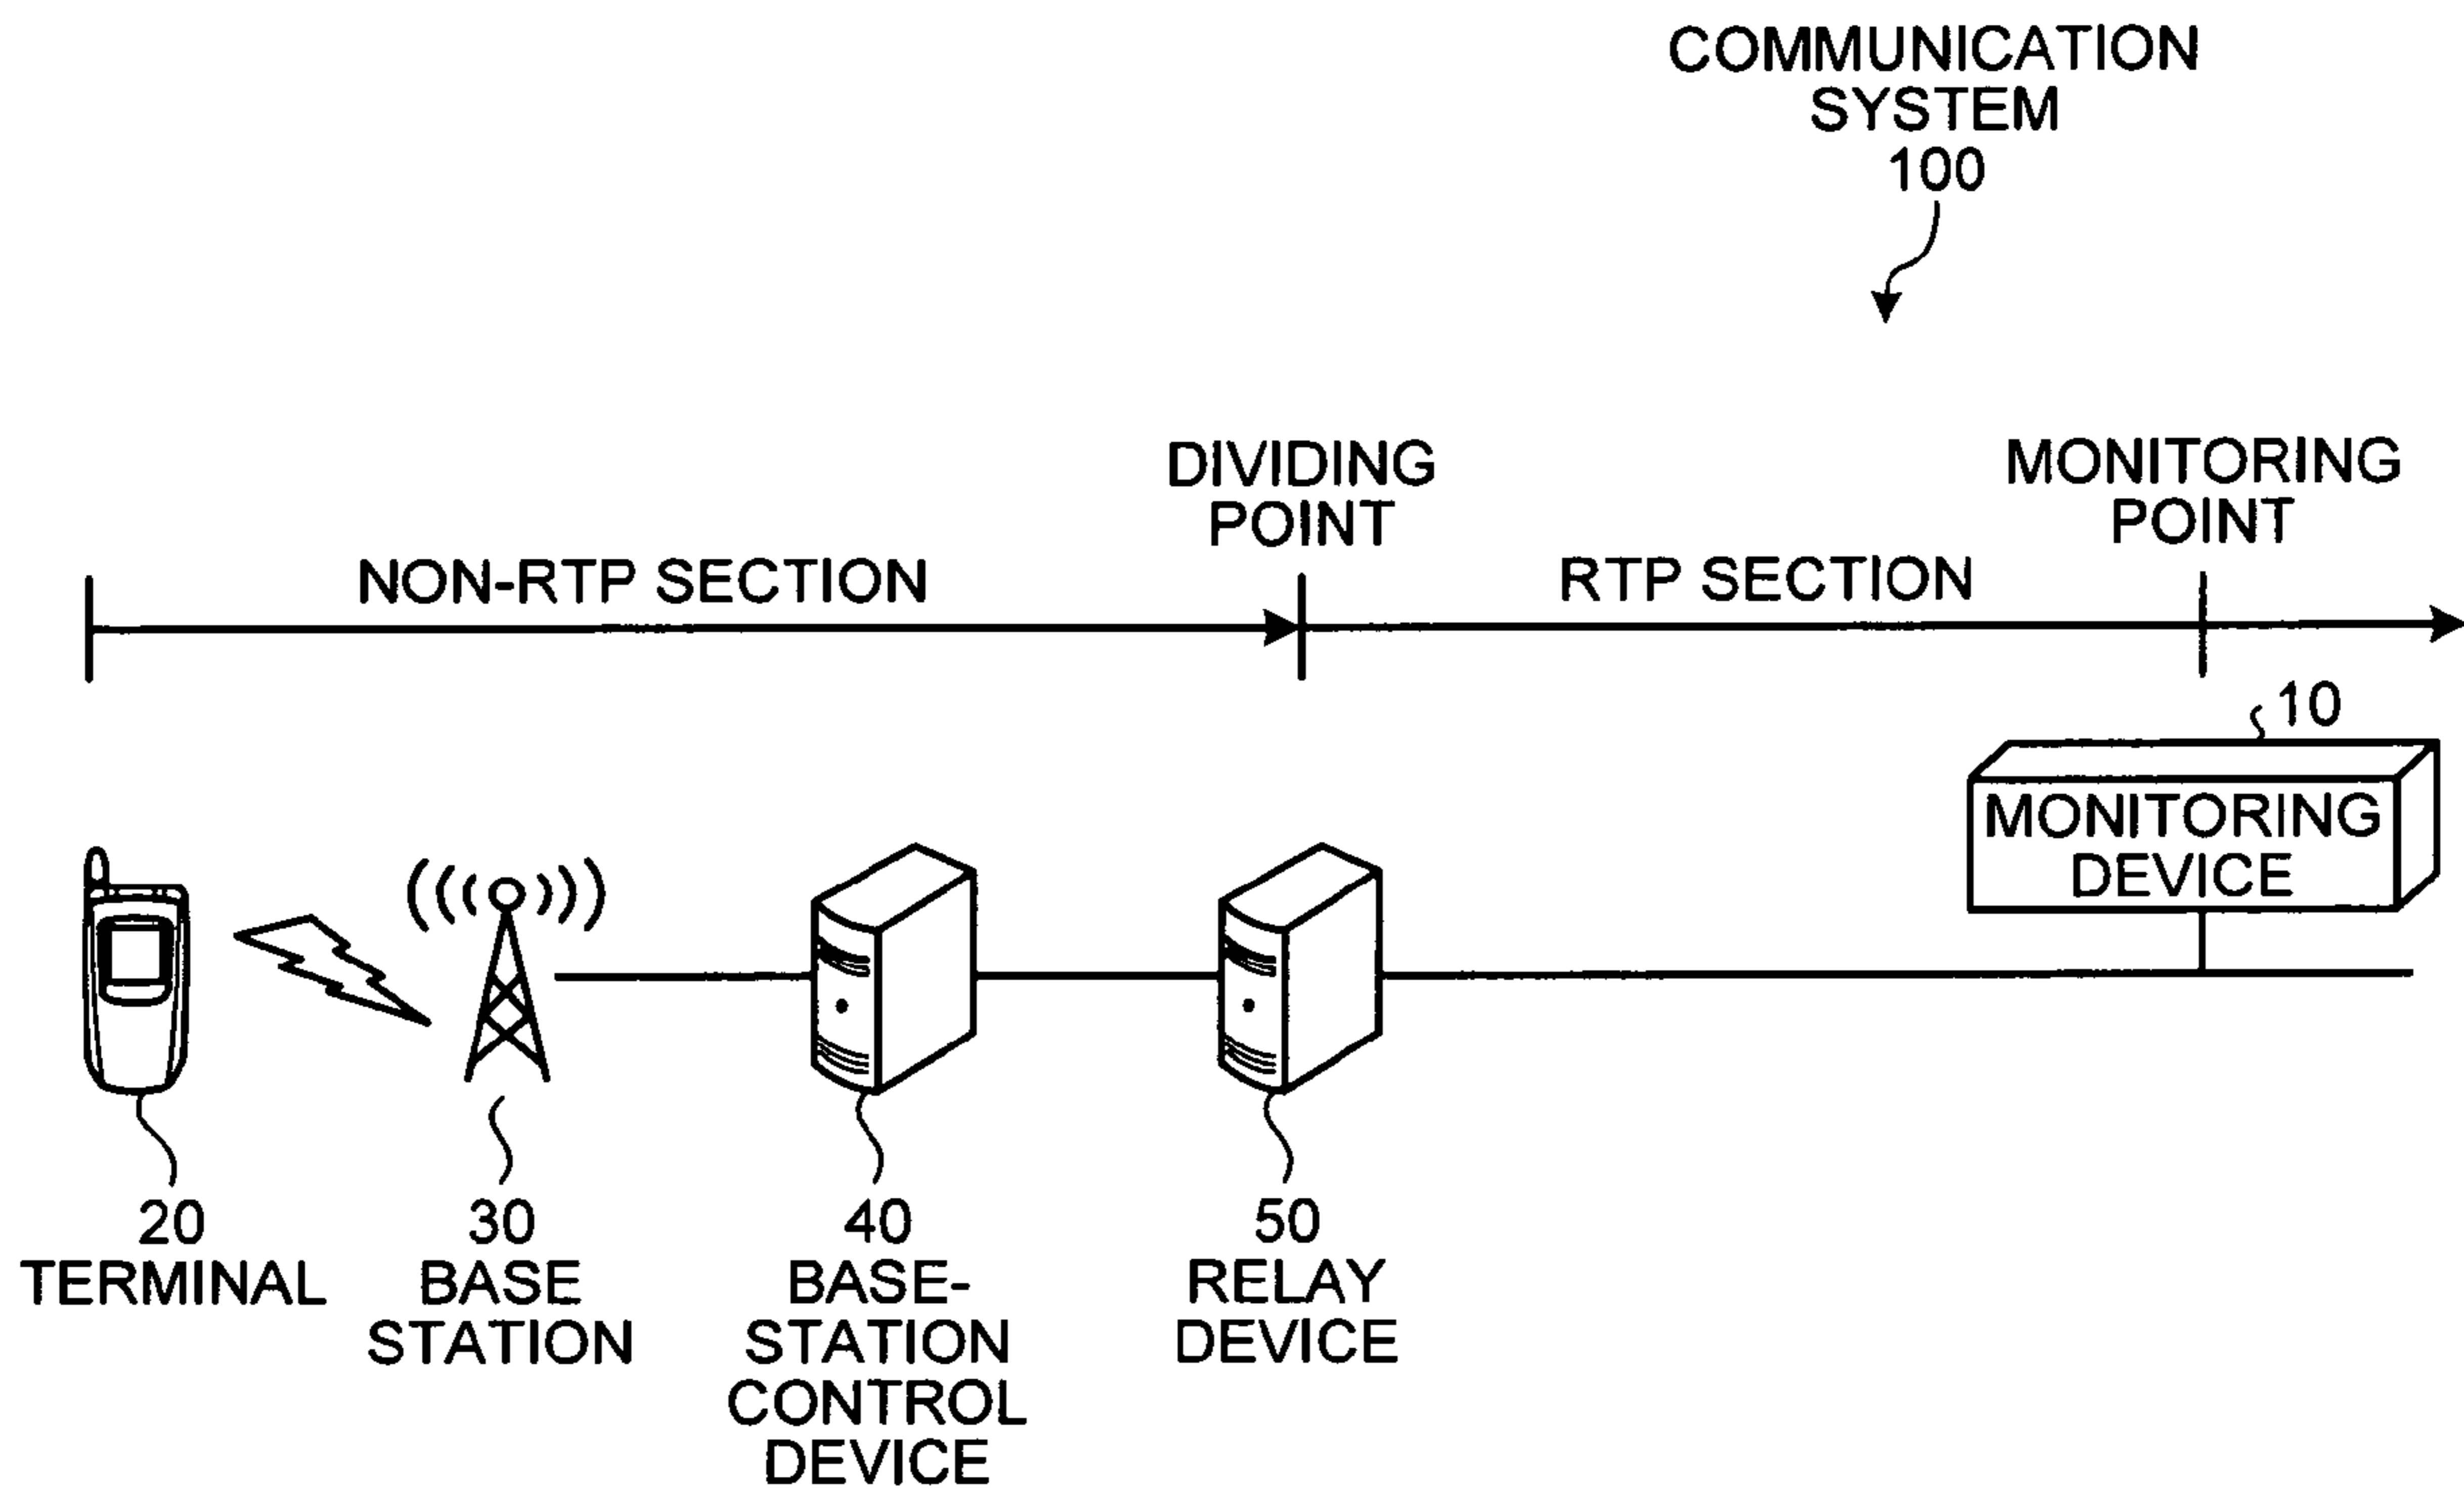 COMMUNICATION
SYSTEM
100
DIVIDING
POINT
MONITORING
POINT
NON-RTP SECTION
RTP SECTION
10
MONITORING
DEVICE
20
TERMINAL
30
BASE
STATION
40
BASE-
STATION
CONTROL
DEVICE
50
RELAY
DEVICE